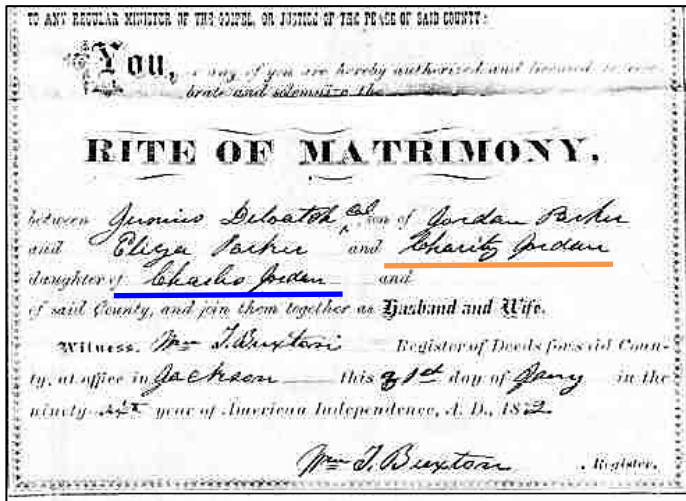 TO ANY REGULAR MINISTER OF THE GOSPEL, OR JUSTICE OF THE PEACE OF SAID COUNTY:
You, or any of you are hereby authorized and licensed to cele-
brate and solemnize the
RITE OF MATRIMONY,
between Junius Deloatch Col, son of Jordan Parker
and Eliza Parker and Charity Jordan
daughter of Charles Jordan and
of said County, and join them together as Husband and Wife.
Witness, Wm T. Buxton Register of Deeds for said Coun-
ty, at office in Jackson this 31st day of Jany in the
ninety year of American Independence, A. D., 1872
Wm T. Buxton , Register.